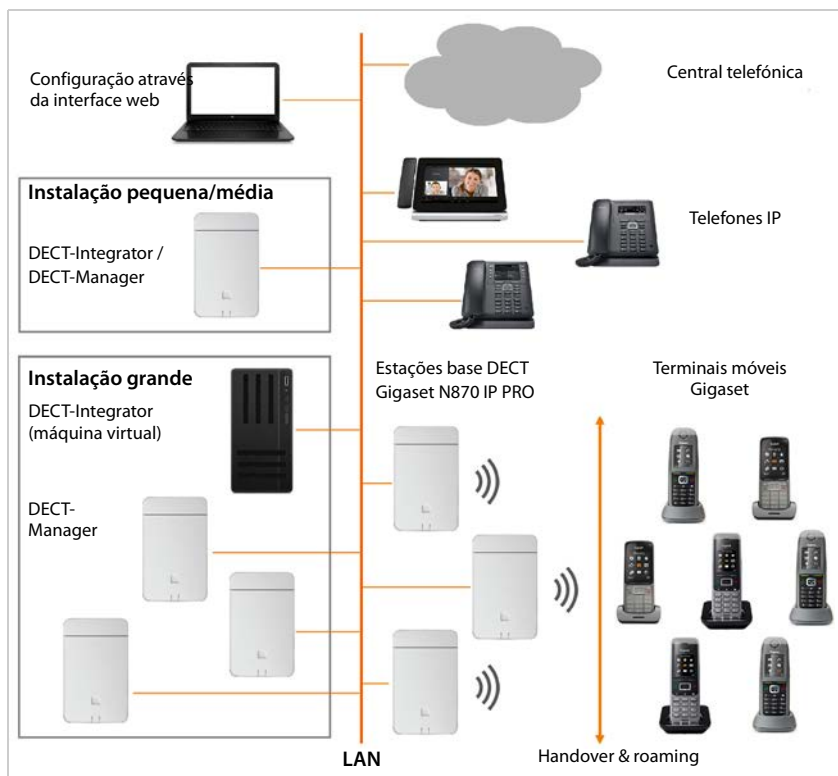 Configuração através
da interface web
Central telefónica
Instalação pequena/média
DECT-Integrator /
DECT-Manager
Telefones IP
Instalação grande
DECT-Integrator
(máquina virtual)
DECT-
Manager
Estações base DECT
Gigaset N870 IP PRO
Terminais móveis
Gigaset
LAN
Handover & roaming